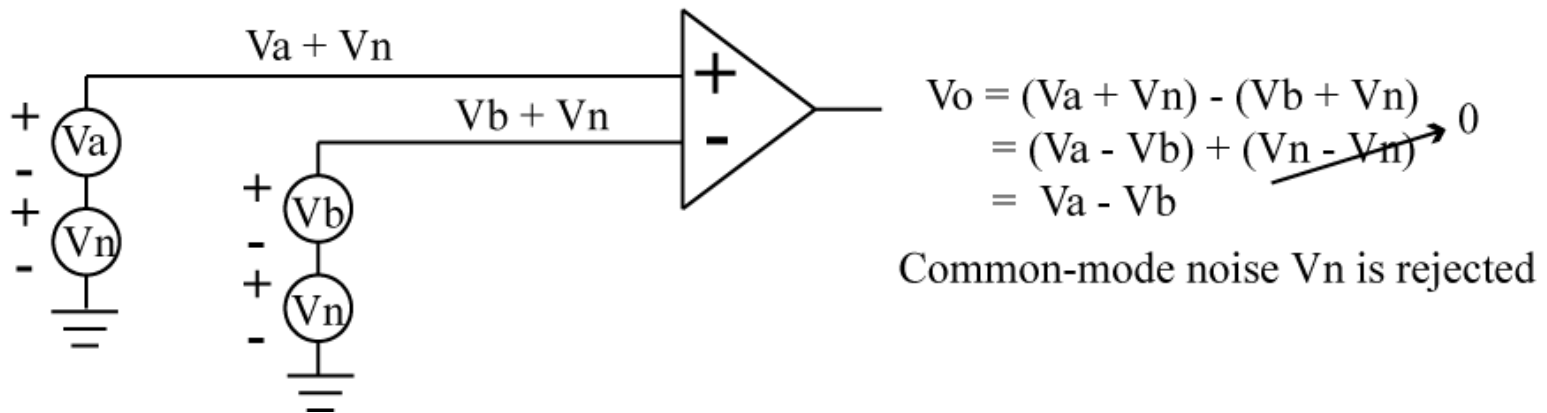 Va + Vn
Vb + Vn
+
-
+
-
Va
Vn
+
-
+
-
Vb
Vn
+
-
Vo = (Va + Vn) - (Vb + Vn)
= (Va - Vb) + (Vn - Vn)
0
= Va - Vb
Common-mode noise Vn is rejected